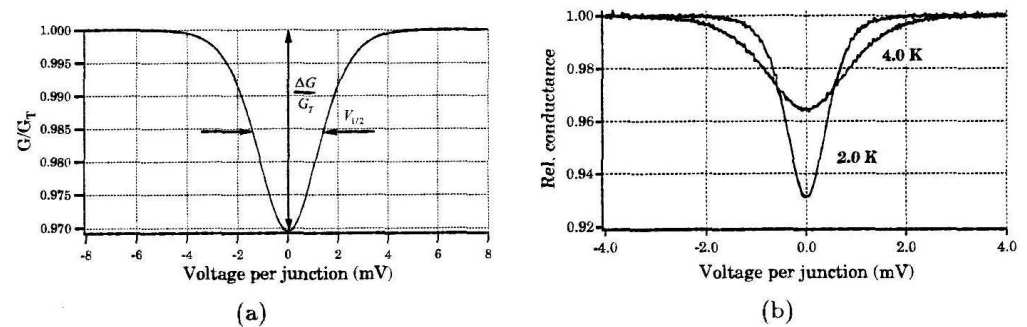 1.000
0.995
0.990
0.985
0.980
0.975
0.970
G/G_T
ΔG
G_T
V_{1/2}
-8
-6
-4
-2
0
2
4
6
8
Voltage per junction (mV)
(a)
1.00
0.98
0.96
0.94
0.92
Rel. conductance
4.0 K
2.0 K
-4.0
-2.0
0.0
2.0
4.0
Voltage per junction (mV)
(b)